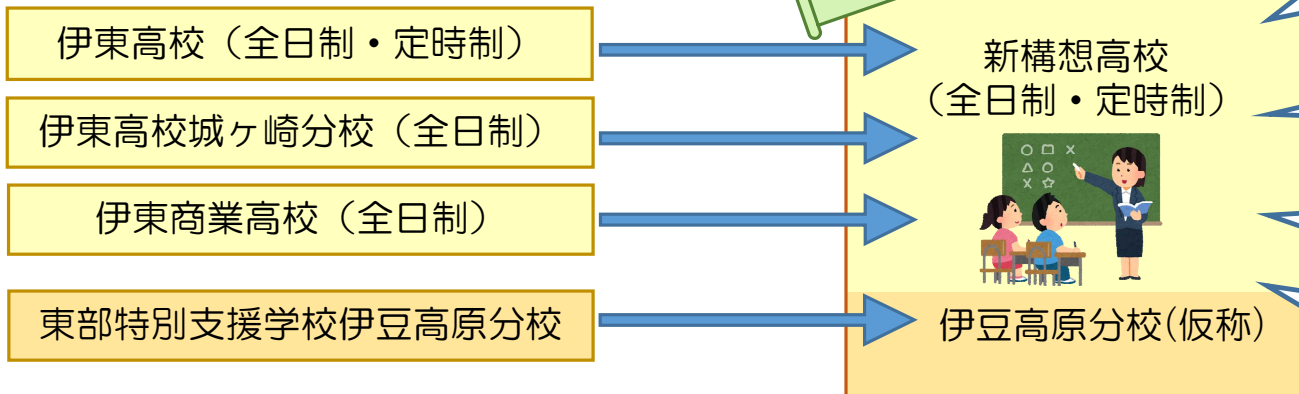 伊東高校（全日制・定時制）
伊東高校城ヶ崎分校（全日制）
伊東商業高校（全日制）
東部特別支援学校伊豆高原分校
新構想高校
（全日制・定時制）
○ □ ×
△ ○
× ☆
伊豆高原分校(仮称)